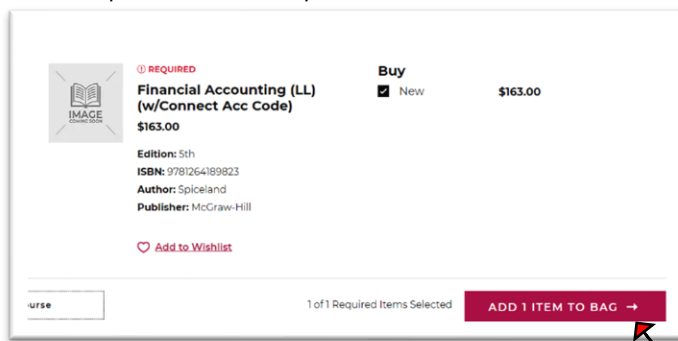 REQUIRED
Buy
Financial Accounting (LL)
(w/Connect Acc Code)
New
$163.00
IMAGE
COMING SOON
$163.00
Edition: 5th
ISBN: 9781264189823
Author: Spiceland
Publisher: McGraw-Hill
Add to Wishlist
1 of 1 Required Items Selected
ADD 1 ITEM TO BAG →